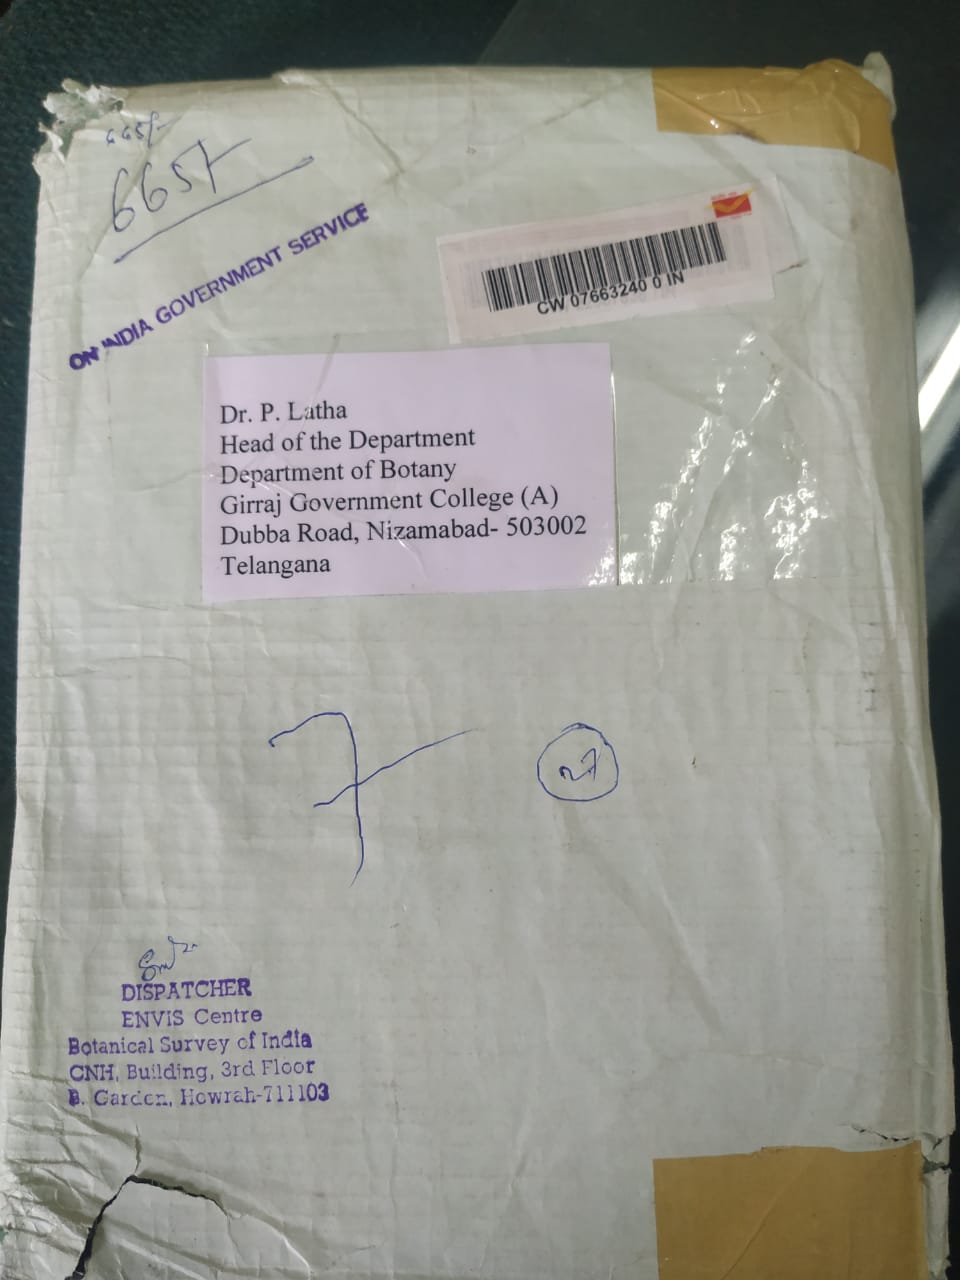 665/-
665/-
ON INDIA GOVERNMENT SERVICE
CW 07663240 0 IN
Dr. P. Latha
Head of the Department
Department of Botany
Girraj Government College (A)
Dubba Road, Nizamabad- 503002
Telangana
7
27
DISPATCHER
ENVIS Centre
Botanical Survey of India
CNH, Building, 3rd Floor
B. Garden, Howrah-711103